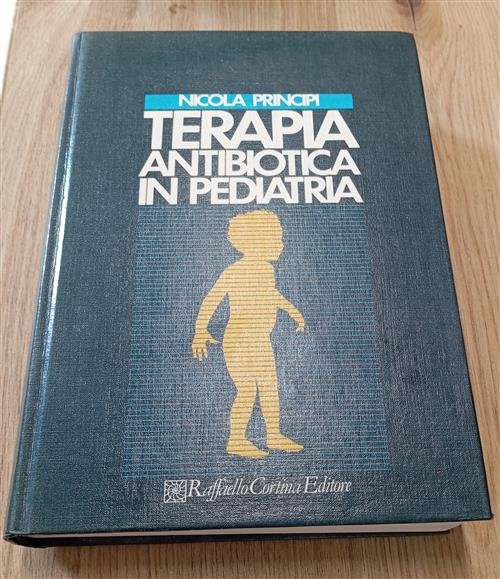 NICOLA PRINCIPI
TERAPIA
ANTIBIOTICA
IN PEDIATRIA
Raffaello Cortina Editore